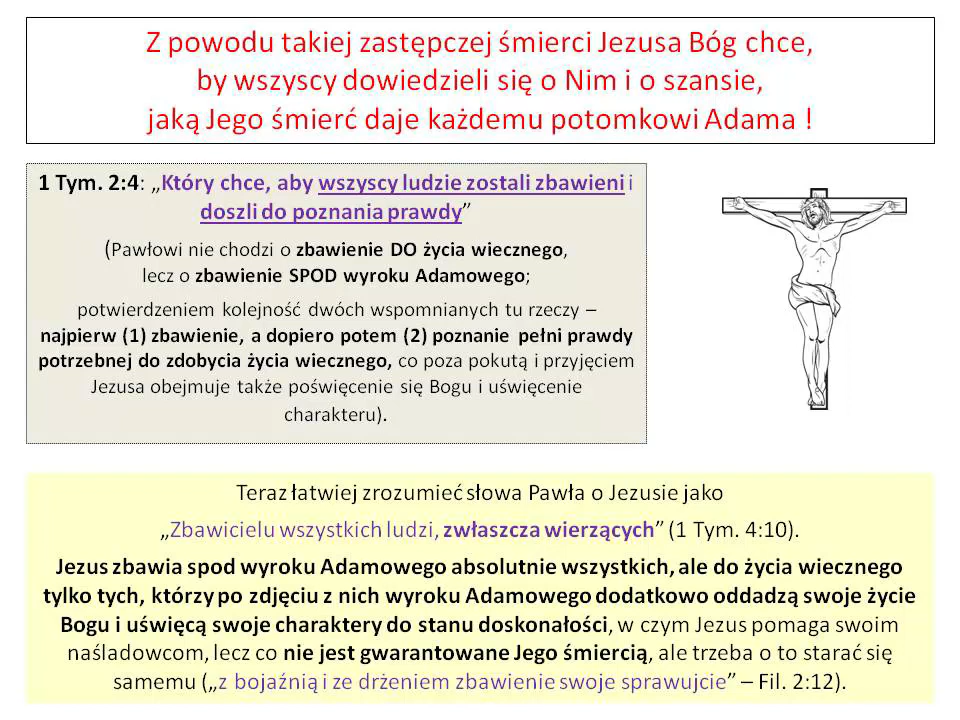 Z powodu takiej zastępczej śmierci Jezusa Bóg chce,
by wszyscy dowiedzieli się o Nim i o szansie,
jaką Jego śmierć daje każdemu potomkowi Adama !
1 Tym. 2:4: „Który chce, aby wszyscy ludzie zostali zbawieni i
doszli do poznania prawdy”
(Pawłowi nie chodzi o zbawienie DO życia wiecznego,
lecz o zbawienie SPOD wyroku Adamowego;
potwierdzeniem kolejność dwóch wspomnianych tu rzeczy –
najpierw (1) zbawienie, a dopiero potem (2) poznanie pełni prawdy
potrzebnej do zdobycia życia wiecznego, co poza pokutą i przyjęciem
Jezusa obejmuje także poświęcenie się Bogu i uświęcenie
charakteru).
Teraz łatwiej zrozumieć słowa Pawła o Jezusie jako
„Zbawicielu wszystkich ludzi, zwłaszcza wierzących” (1 Tym. 4:10).
Jezus zbawia spod wyroku Adamowego absolutnie wszystkich, ale do życia wiecznego
tylko tych, którzy po zdjęciu z nich wyroku Adamowego dodatkowo oddadzą swoje życie
Bogu i uświęcą swoje charaktery do stanu doskonałości, w czym Jezus pomaga swoim
naśladowcom, lecz co nie jest gwarantowane Jego śmiercią, ale trzeba o to starać się
samemu („z bojaźnią i ze drżeniem zbawienie swoje sprawujcie” – Fil. 2:12).